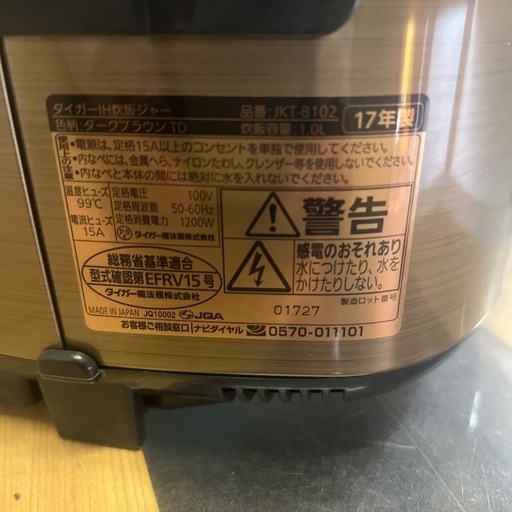 タイガーIH炊飯ジャー 品番:JKT-B102
色柄:ダークブラウン TD 炊飯容量:1.0L 17年製
使用上の注意
・電源は、定格15A以上のコンセントを単独で使用してください。
・内なべには、金属へら、ナイロンたわし、クレンザー等を使用しないでください。
・内なべと本体の間には絶対に水を入れないでください。
温度ヒューズ 99℃
電流ヒューズ 15A
定格電圧 100V
定格周波数 50-60Hz
定格消費電力 1200W
タイガー魔法瓶株式会社
警告
感電のおそれあり
水につけたり、水を
かけたりしない。
総務省基準適合
型式確認第EFRV15号
タイガー魔法瓶株式会社
01727 製造ロット番号
MADE IN JAPAN JQ10002 JQA
お客様ご相談窓口 ナビダイヤル 0570-011101